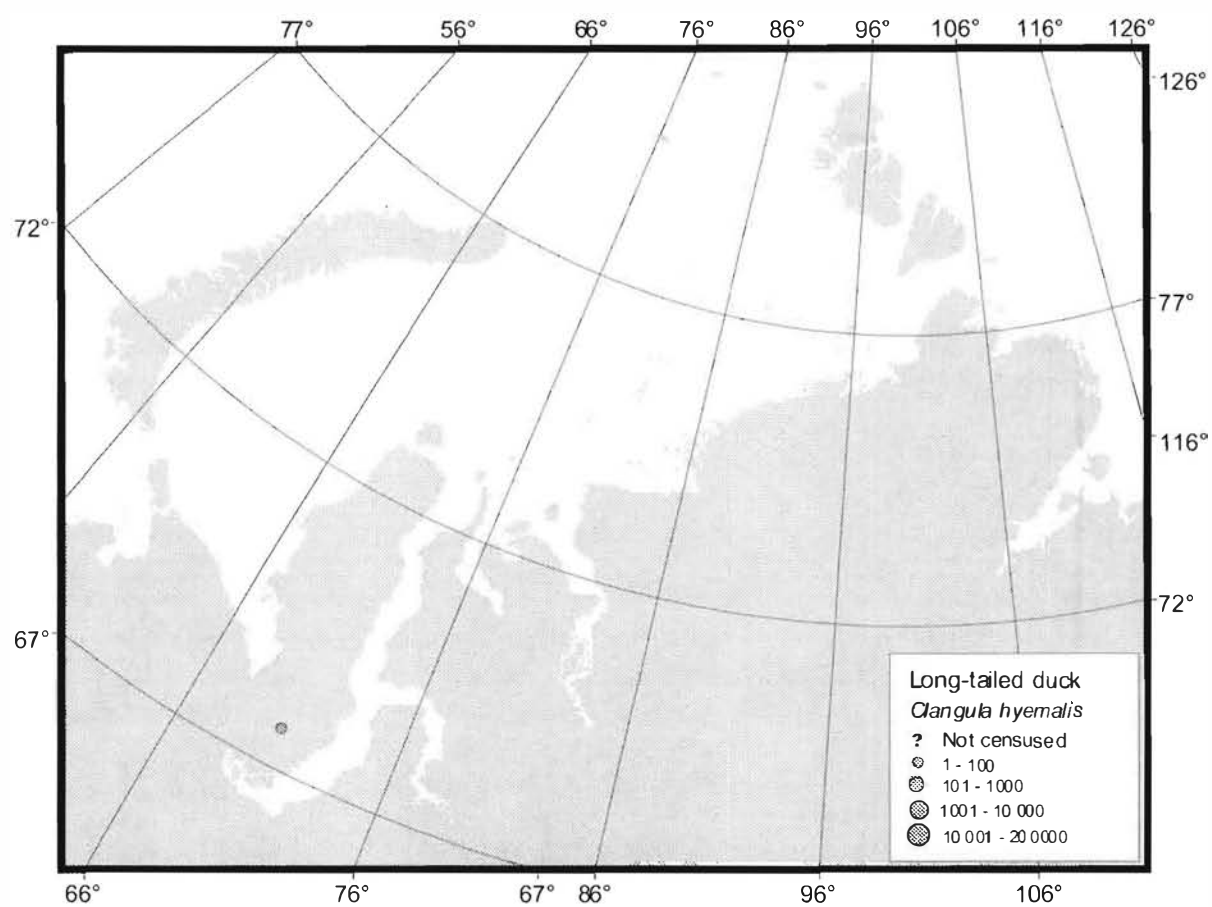 77° 56° 66° 76° 86° 96° 106° 116° 126°
126°
72°
77°
116°
72°
67°
Long-tailed duck
Clangula hyemalis
? Not censused
1 - 100
101 - 1000
1001 - 10 000
10 001 - 20 0000
66° 76° 67° 86° 96° 106°